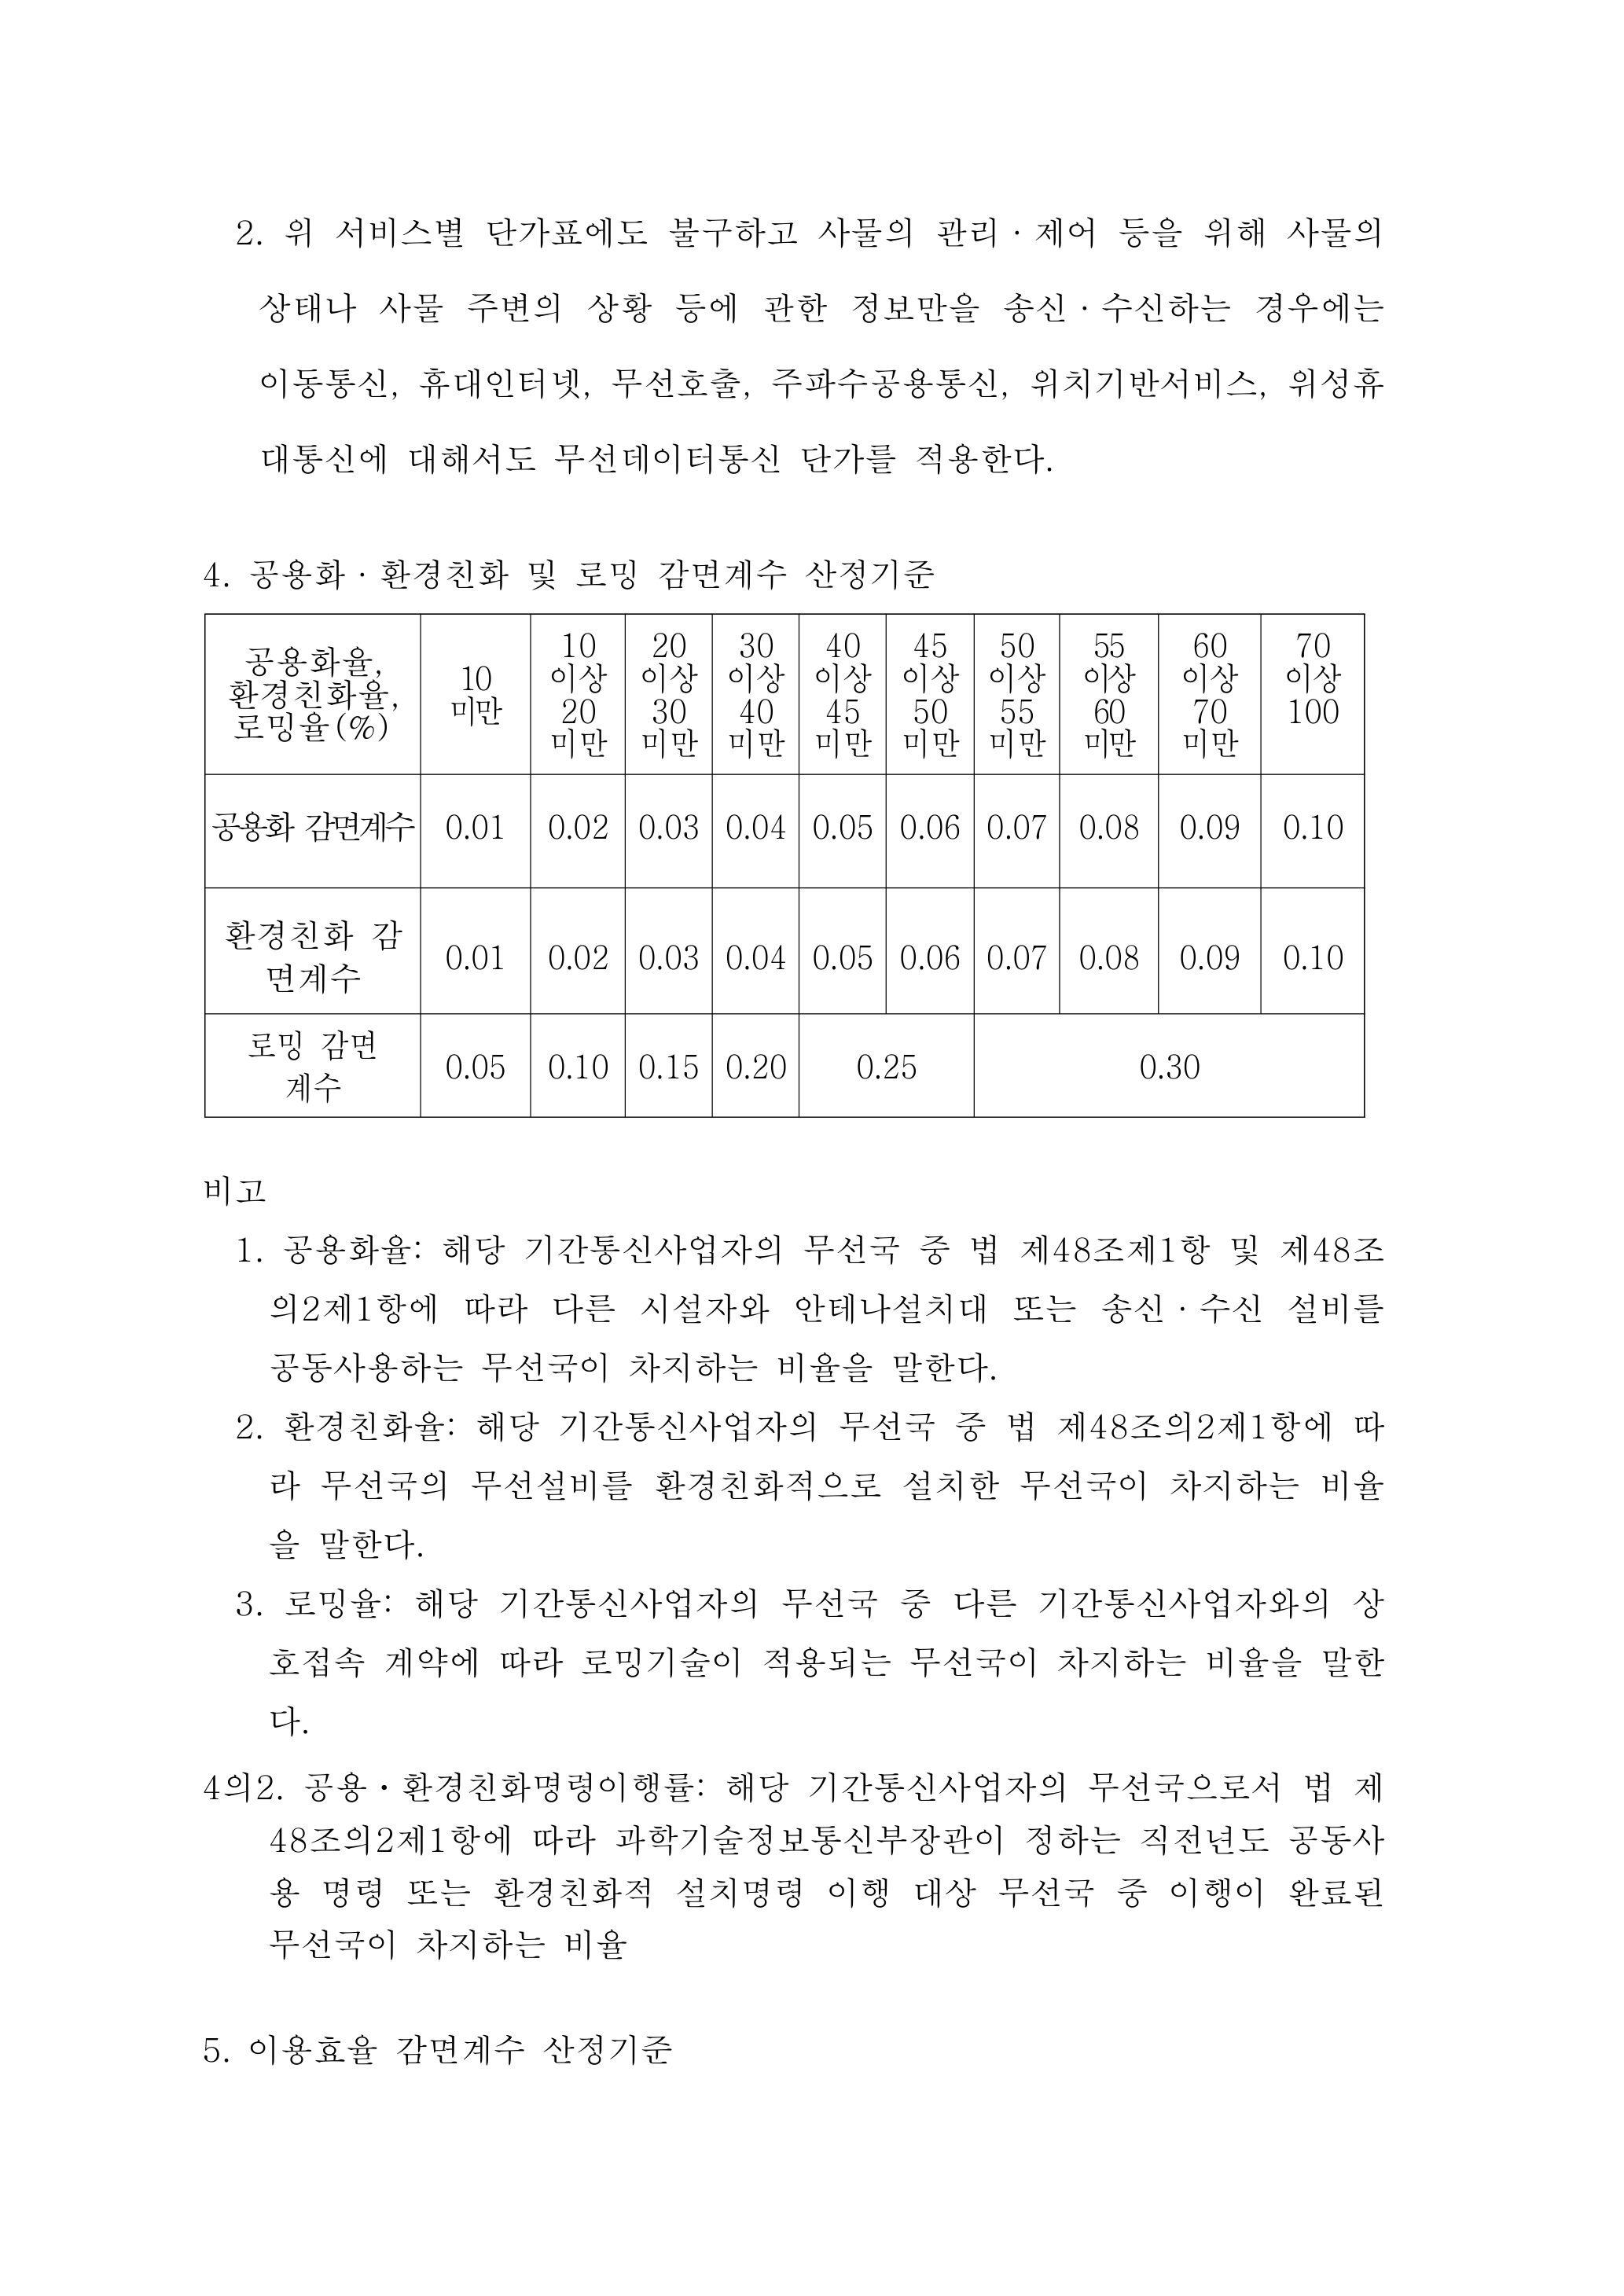 2. 위 서비스별 단가표에도 불구하고 사물의 관리·제어 등을 위해 사물의
상태나 사물 주변의 상황 등에 관한 정보만을 송신·수신하는 경우에는
이동통신, 휴대인터넷, 무선호출, 주파수공용통신, 위치기반서비스, 위성휴
대통신에 대해서도 무선데이터통신 단가를 적용한다.
4. 공용화·환경친화 및 로밍 감면계수 산정기준
공용화율,
환경친화율,
로밍율(%)
10
미만
10
이상
20
미만
20
이상
30
미만
30
이상
40
미만
40
이상
45
미만
45
이상
50
미만
50
이상
55
미만
55
이상
60
미만
60
이상
70
미만
70
이상
100
공용화 감면계수 0.01 0.02 0.03 0.04 0.05 0.06 0.07 0.08 0.09 0.10
환경친화 감
면계수
0.01 0.02 0.03 0.04 0.05 0.06 0.07 0.08 0.09 0.10
로밍 감면
계수
0.05 0.10 0.15 0.20 0.25 0.30
비고
1. 공용화율: 해당 기간통신사업자의 무선국 중 법 제48조제1항 및 제48조
의2제1항에 따라 다른 시설자와 안테나설치대 또는 송신·수신 설비를
공동사용하는 무선국이 차지하는 비율을 말한다.
2. 환경친화율: 해당 기간통신사업자의 무선국 중 법 제48조의2제1항에 따
라 무선국의 무선설비를 환경친화적으로 설치한 무선국이 차지하는 비율
을 말한다.
3. 로밍율: 해당 기간통신사업자의 무선국 중 다른 기간통신사업자와의 상
호접속 계약에 따라 로밍기술이 적용되는 무선국이 차지하는 비율을 말한
다.
4의2. 공용·환경친화명령이행률: 해당 기간통신사업자의 무선국으로서 법 제
48조의2제1항에 따라 과학기술정보통신부장관이 정하는 직전년도 공동사
용 명령 또는 환경친화적 설치명령 이행 대상 무선국 중 이행이 완료된
무선국이 차지하는 비율
5. 이용효율 감면계수 산정기준